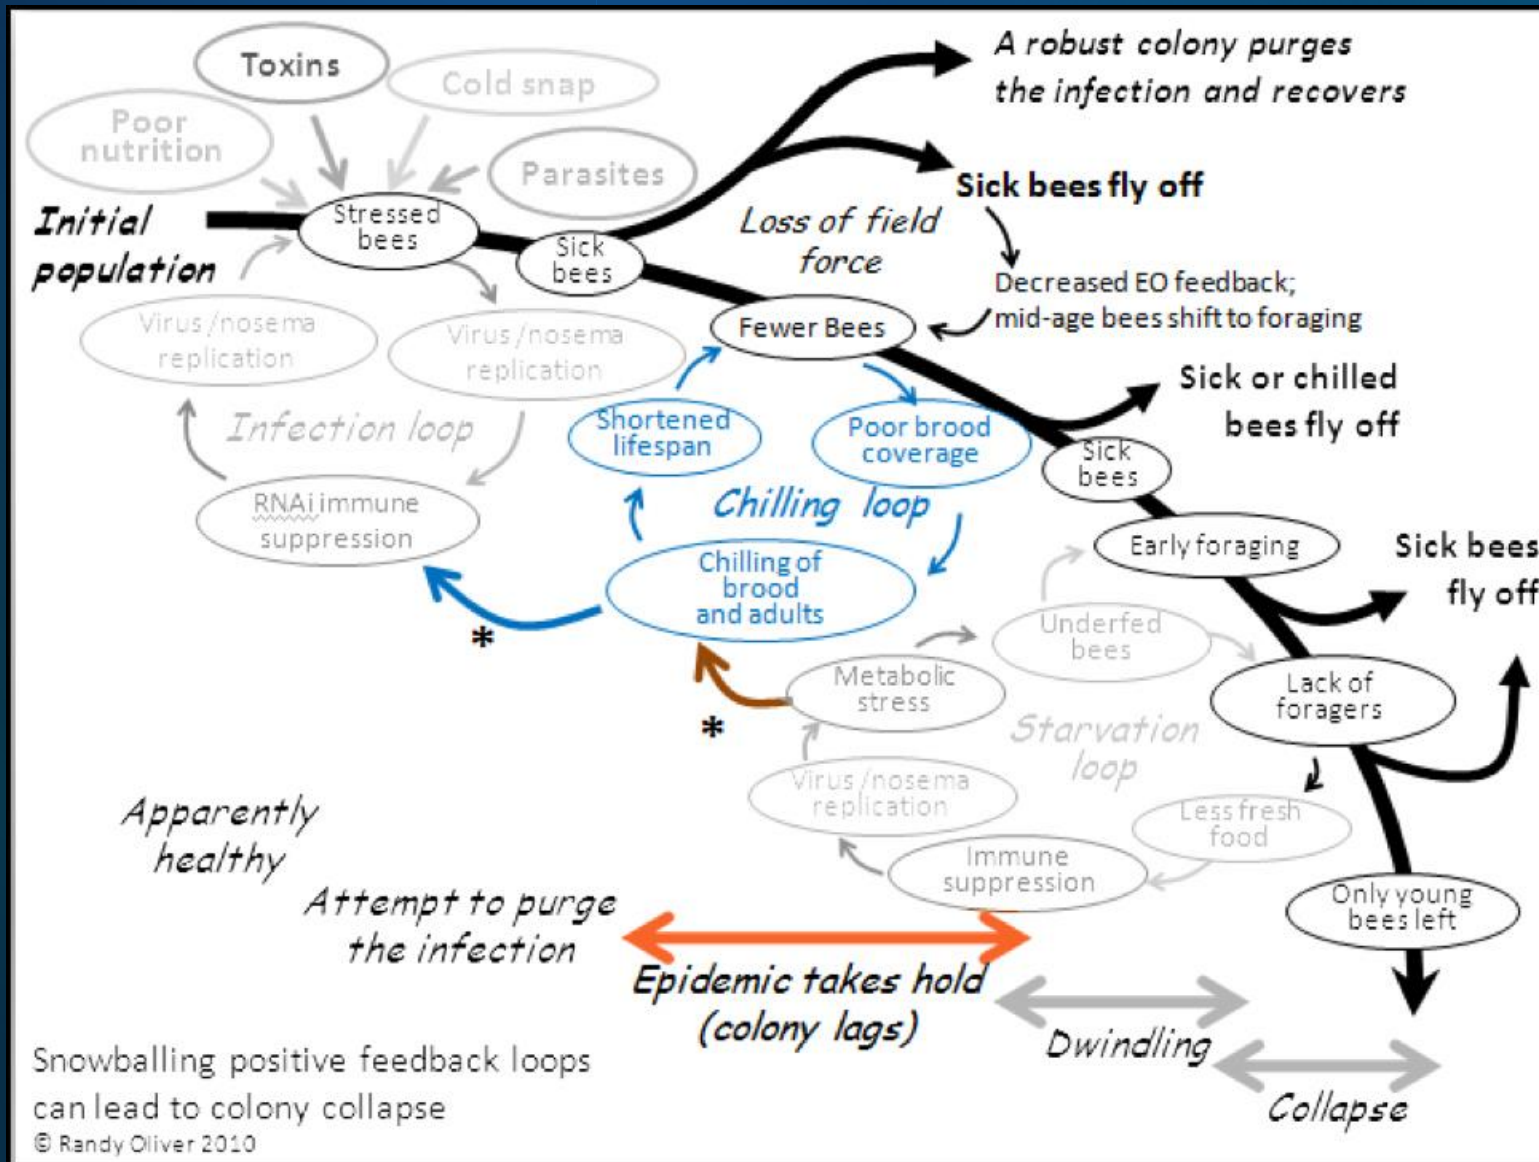 Toxins
Cold snap
Poor
nutrition
Parasites
A robust colony purges
the infection and recovers
Initial
population
Stressed
bees
Sick
bees
Sick bees fly off
Loss of field
force
Decreased EO feedback;
mid-age bees shift to foraging
Virus/nosema
replication
Virus/nosema
replication
Fewer Bees
Infection loop
RNAi immune
suppression
Shortened
lifespan
Poor brood
coverage
Chilling loop
Chilling of
brood
and adults
*
Sick or chilled
bees fly off
Sick
bees
Early foraging
Sick bees
fly off
Underfed
bees
Metabolic
stress
*
Lack of
foragers
Starvation
loop
Virus/nosema
replication
Less fresh
food
Immune
suppression
Only young
bees left
Apparently
healthy
Attempt to purge
the infection
Epidemic takes hold
(colony lags)
Dwindling
Collapse
Snowballing positive feedback loops
can lead to colony collapse
© Randy Oliver 2010